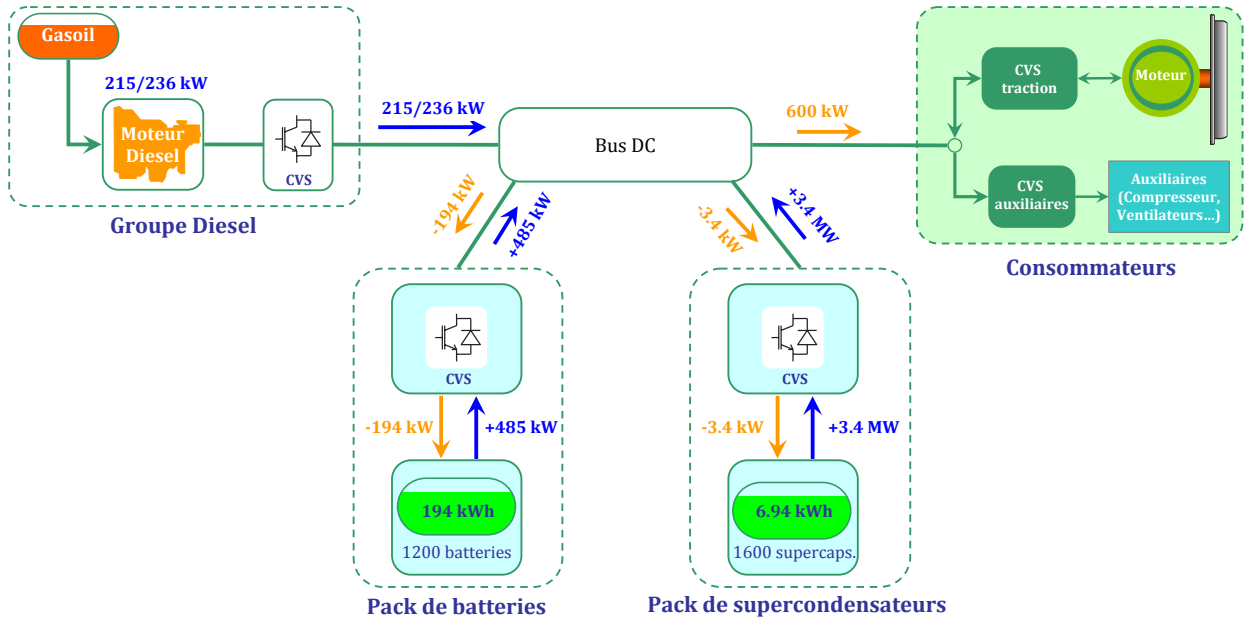 Gasoil
215/236 kW
Moteur
Diesel
CVS
Groupe Diesel
215/236 kW
Bus DC
600 kW
CVS
traction
Moteur
CVS
auxiliaires
Auxiliaires
(Compresseur,
Ventilateurs...)
Consommateurs
-194 kW
+485 kW
-3.4 kW
+3.4 MW
CVS
-194 kW
+485 kW
194 kWh
1200 batteries
Pack de batteries
CVS
-3.4 kW
+3.4 MW
6.94 kWh
1600 supercaps.
Pack de supercondensateurs